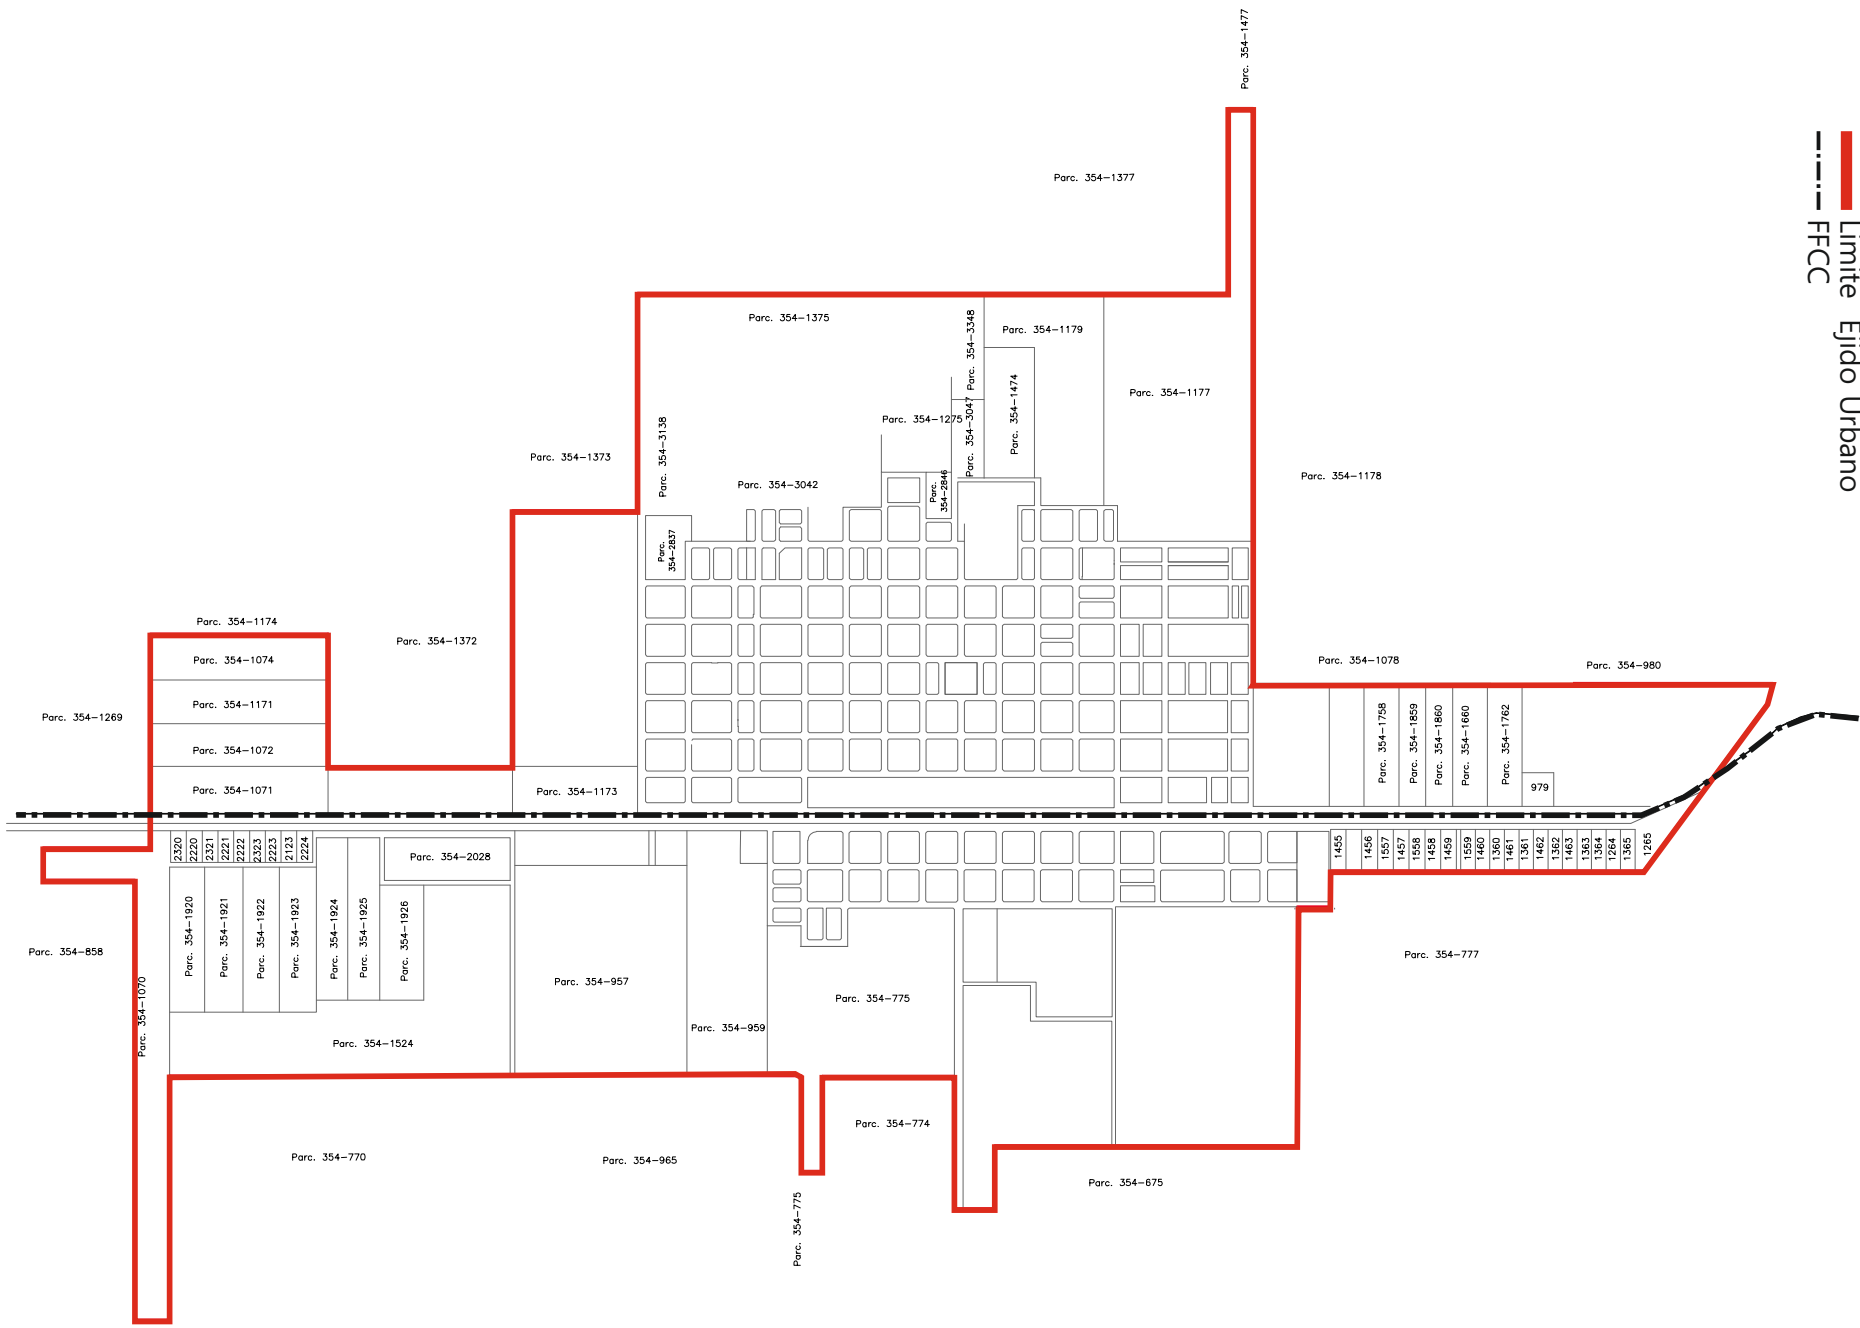 Parc. 354-1477
Limite Ejido Urbano
FFCC
Parc. 354-1377
Parc. 354-1375
Parc. 354-3348
Parc. 354-1179
Parc. 354-1177
Parc. 354-1474
Parc. 354-1275
Parc. 354-3047
Parc. 354-3138
Parc. 354-1373
Parc. 354-3042
Parc.
354-2846
Parc. 354-1178
Parc.
354-2837
Parc. 354-1174
Parc. 354-1372
Parc. 354-1074
Parc. 354-1078
Parc. 354-980
Parc. 354-1171
Parc. 354-1269
Parc. 354-1072
Parc. 354-1071
Parc. 354-1173
Parc. 354-1758
Parc. 354-1859
Parc. 354-1860
Parc. 354-1660
Parc. 354-1762
979
2320
2220
2321
2221
2222
2323
2223
2123
2224
Parc. 354-2028
1455
1456
1557
1457
1558
1458
1459
1559
1460
1360
1461
1361
1462
1362
1463
1363
1364
1264
1365
1265
Parc. 354-1920
Parc. 354-1921
Parc. 354-1922
Parc. 354-1923
Parc. 354-1924
Parc. 354-1925
Parc. 354-1926
Parc. 354-858
Parc. 354-777
Parc. 354-957
Parc. 354-775
Parc. 354-1070
Parc. 354-959
Parc. 354-1524
Parc. 354-774
Parc. 354-770
Parc. 354-965
Parc. 354-675
Parc. 354-775